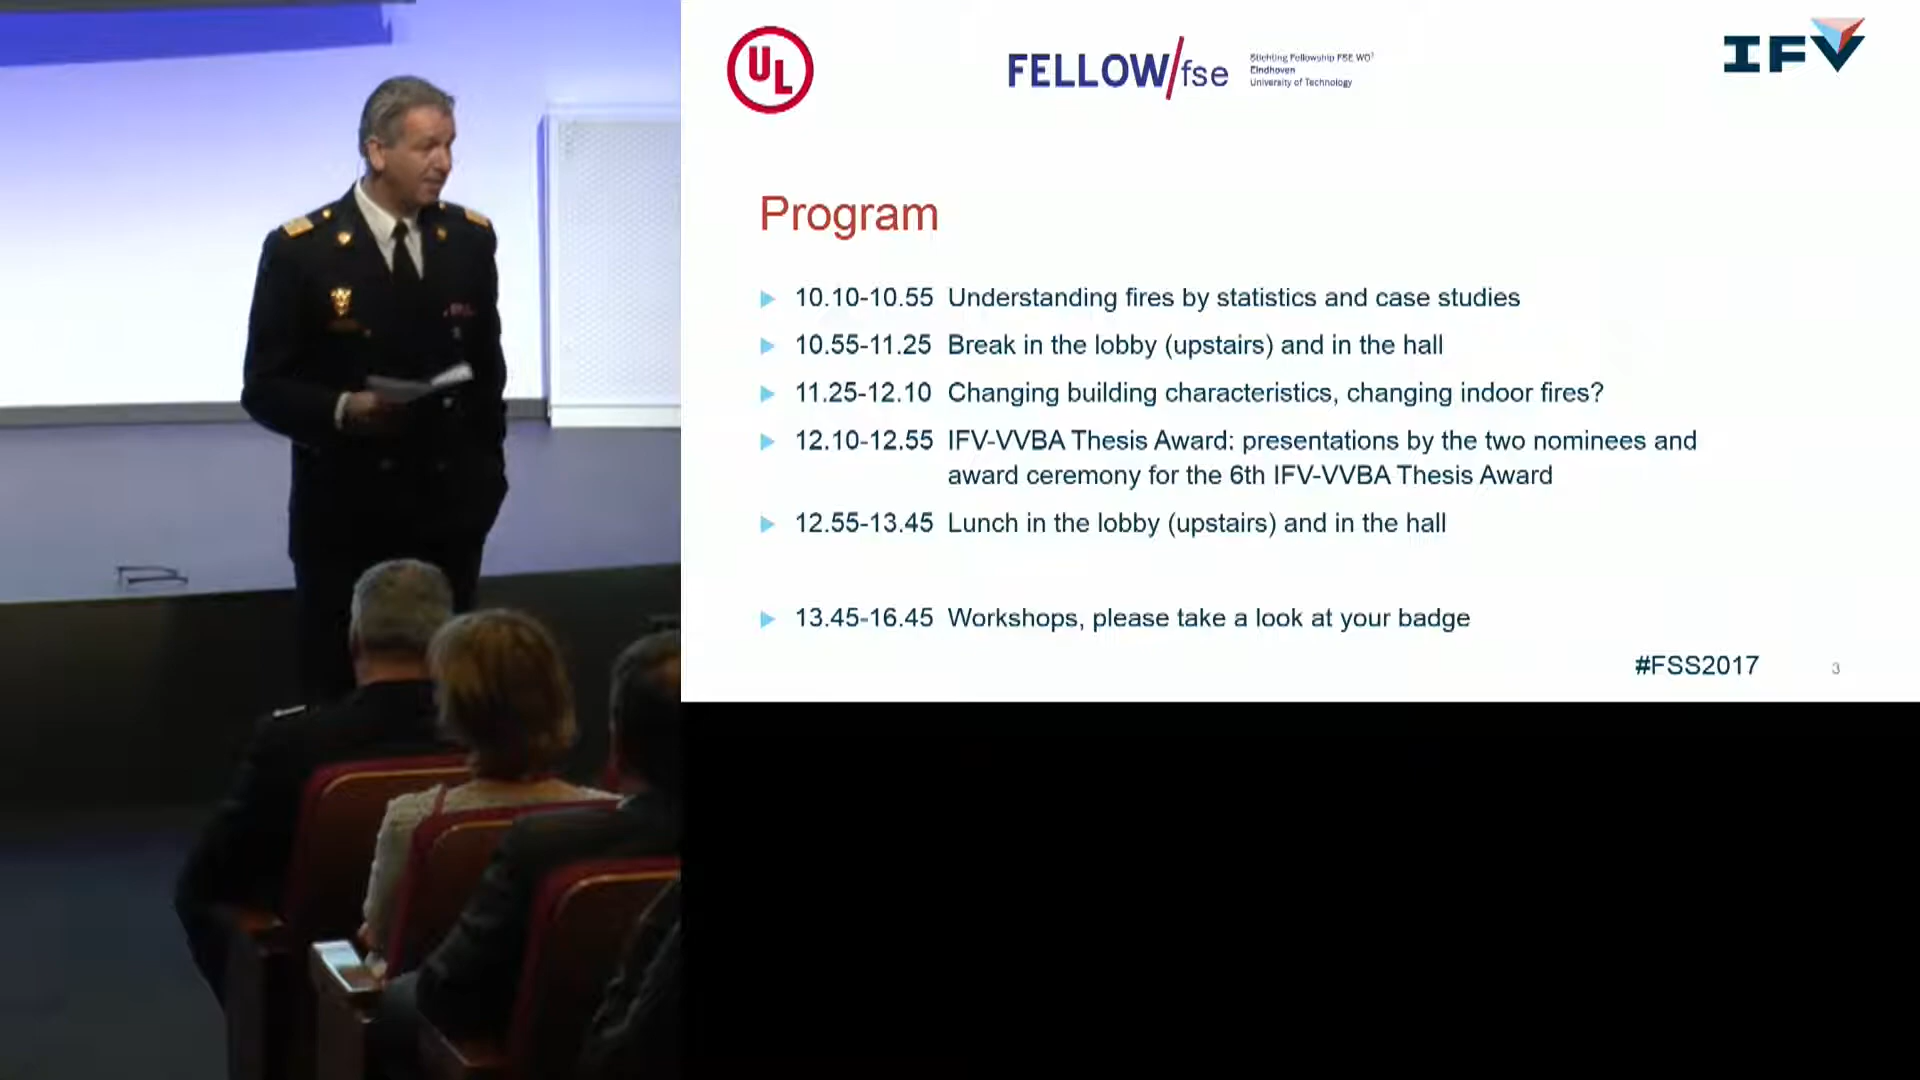 UL
FELLOW/fse
Stichting Fellowship FSE WO²
Eindhoven
University of Technology
IFV
Program
10.10-10.55 Understanding fires by statistics and case studies
10.55-11.25 Break in the lobby (upstairs) and in the hall
11.25-12.10 Changing building characteristics, changing indoor fires?
12.10-12.55 IFV-VVBA Thesis Award: presentations by the two nominees and
award ceremony for the 6th IFV-VVBA Thesis Award
12.55-13.45 Lunch in the lobby (upstairs) and in the hall
13.45-16.45 Workshops, please take a look at your badge
#FSS2017
3